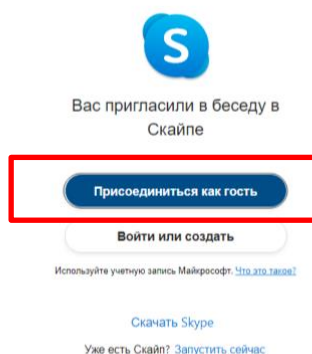 S
Вас пригласили в беседу в
Скайпе
Присоединиться как гость
Войти или создать
Используйте учетную запись Майкрософт. Что это такое?
Скачать Skype
Уже есть Скайп? Запустить сейчас